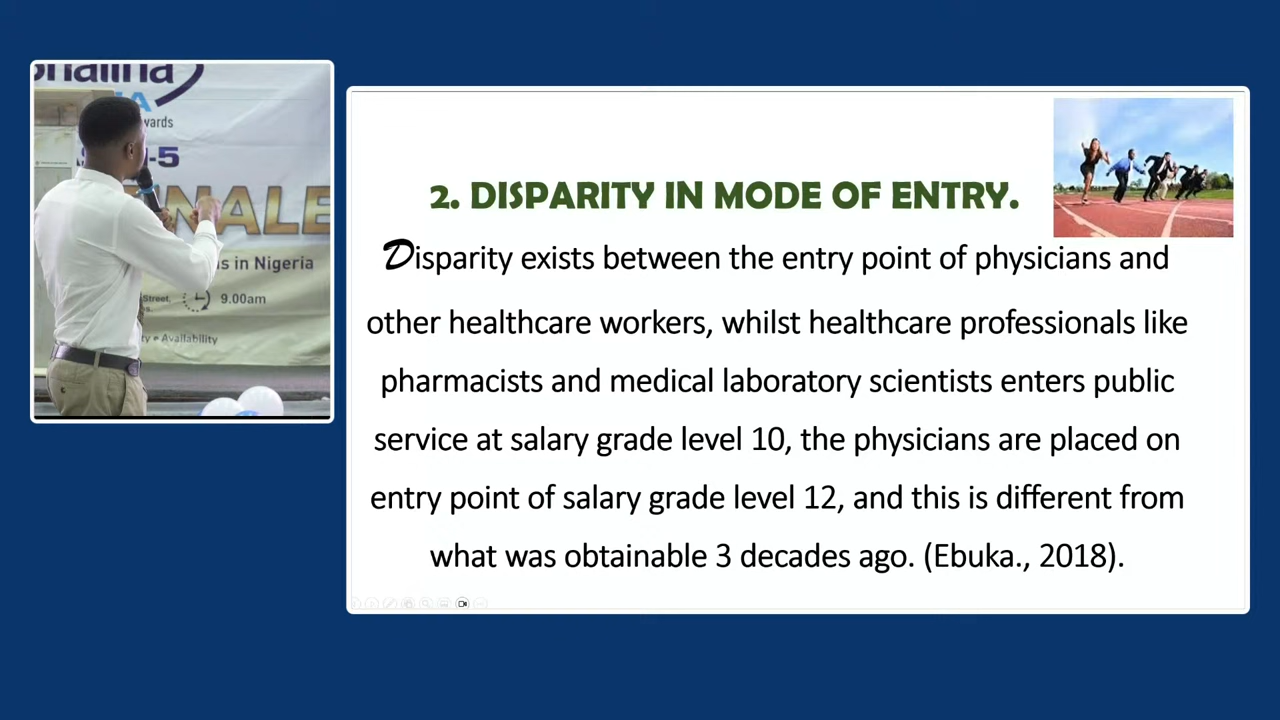 wards
-5
NALE
s in Nigeria
Street,
9.00am
Availability
2. DISPARITY IN MODE OF ENTRY.
Disparity exists between the entry point of physicians and
other healthcare workers, whilst healthcare professionals like
pharmacists and medical laboratory scientists enters public
service at salary grade level 10, the physicians are placed on
entry point of salary grade level 12, and this is different from
what was obtainable 3 decades ago. (Ebuka., 2018).